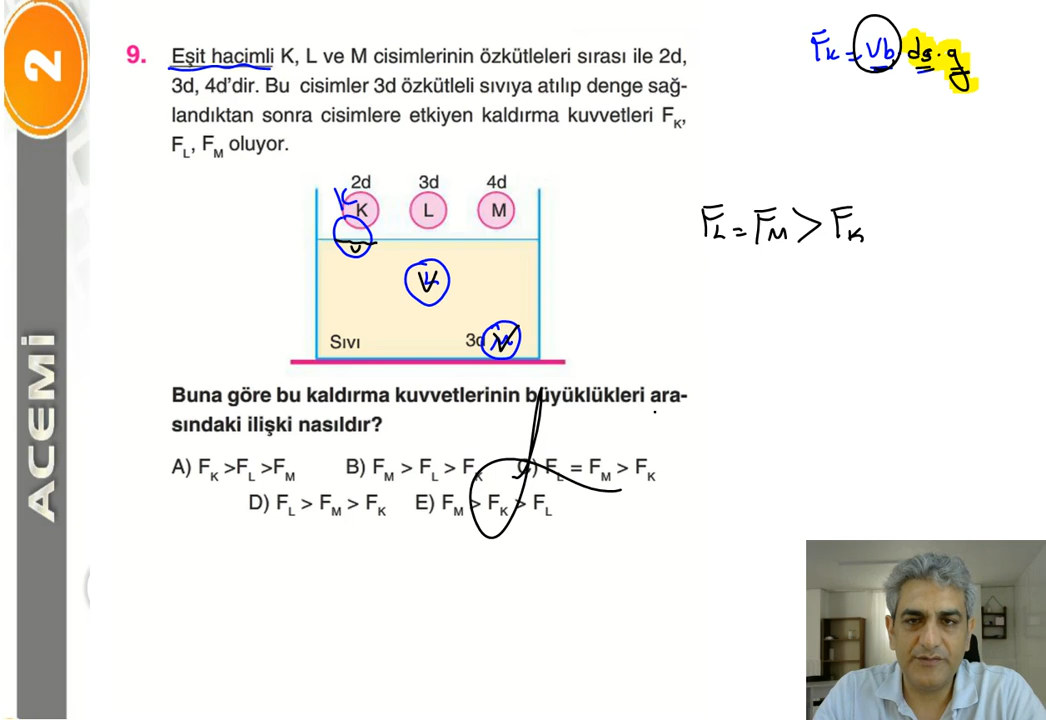 2
ACEMİ
9. Eşit hacimli K, L ve M cisimlerinin özkütleleri sırası ile 2d,
3d, 4d'dir. Bu cisimler 3d özkütleli sıvıya atılıp denge sağ-
landıktan sonra cisimlere etkiyen kaldırma kuvvetleri F_K,
F_L, F_M oluyor.
2d 3d 4d
K K L M
V
L
Sıvı 3d V
Buna göre bu kaldırma kuvvetlerinin büyüklükleri ara-
sındaki ilişki nasıldır?
A) F_K >F_L >F_M B) F_M > F_L > F_K C) F_L = F_M > F_K
D) F_L > F_M > F_K E) F_M > F_K > F_L
F_K = Vb ds . g
F_L = F_M > F_K